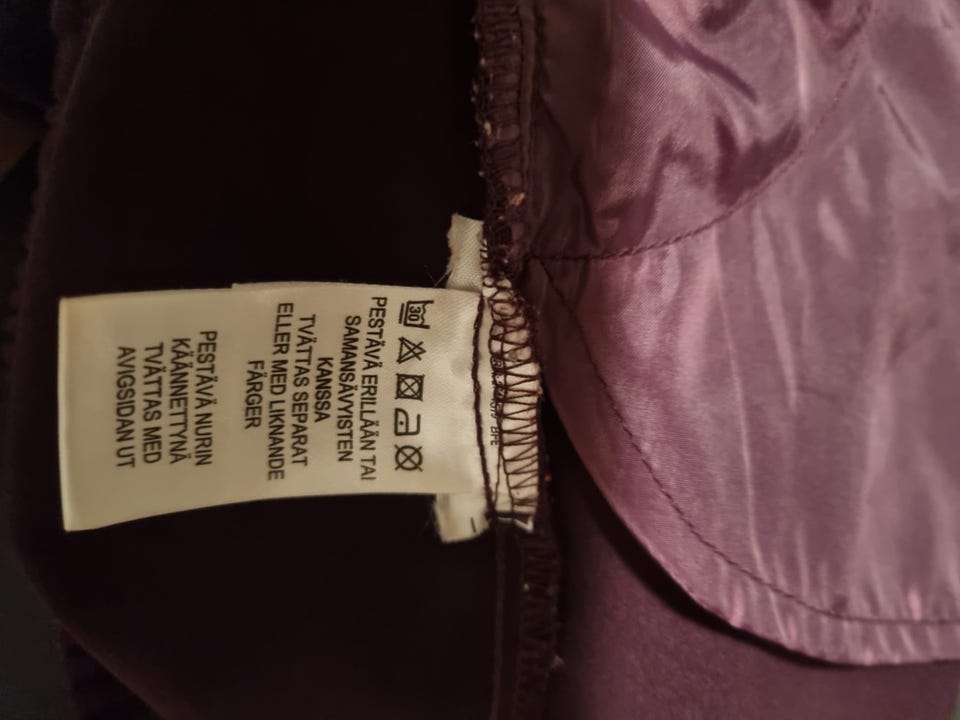 30
PESTÄVÄ ERILLÄÄN TAI
SAMANSÄVYISTEN
KANSSA
TVÄTTAS SEPARAT
ELLER MED LIKNANDE
FÄRGER
PESTÄVÄ NURIN
KÄÄNNETTYNÄ
TVÄTTAS MED
AVIGSIDAN UT